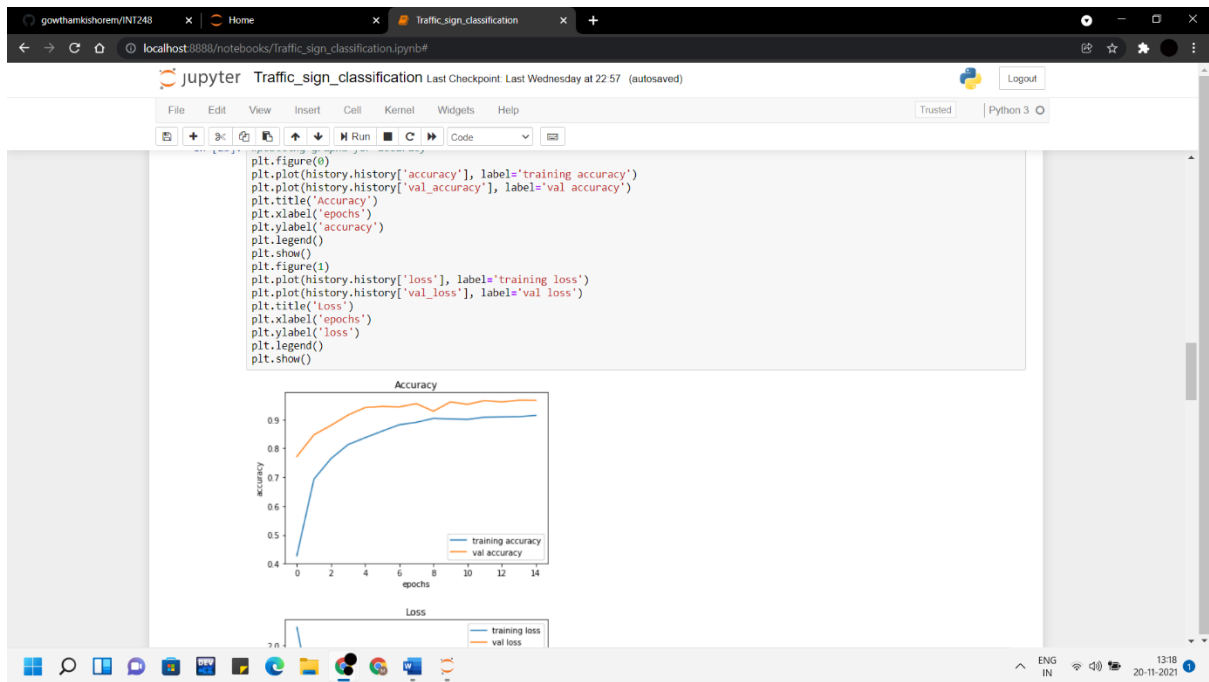 gowthamkishorem/INT248
Home
Traffic_sign_classification
localhost:8888/notebooks/Traffic_sign_classification.ipynb#
jupyter Traffic_sign_classification Last Checkpoint: Last Wednesday at 22:57 (autosaved)
Logout
File Edit View Insert Cell Kernel Widgets Help
Trusted
Python 3
Run
Code
plt.figure(0)
plt.plot(history.history['accuracy'], label='training accuracy')
plt.plot(history.history['val_accuracy'], label='val accuracy')
plt.title('Accuracy')
plt.xlabel('epochs')
plt.ylabel('accuracy')
plt.legend()
plt.show()
plt.figure(1)
plt.plot(history.history['loss'], label='training loss')
plt.plot(history.history['val_loss'], label='val loss')
plt.title('Loss')
plt.xlabel('epochs')
plt.ylabel('loss')
plt.legend()
plt.show()
Accuracy
0.9
0.8
0.7
0.6
0.5
0.4
accuracy
training accuracy
val accuracy
0 2 4 6 8 10 12 14
epochs
Loss
training loss
val loss
2.0
DEV
ENG
IN
13:18
20-11-2021
1